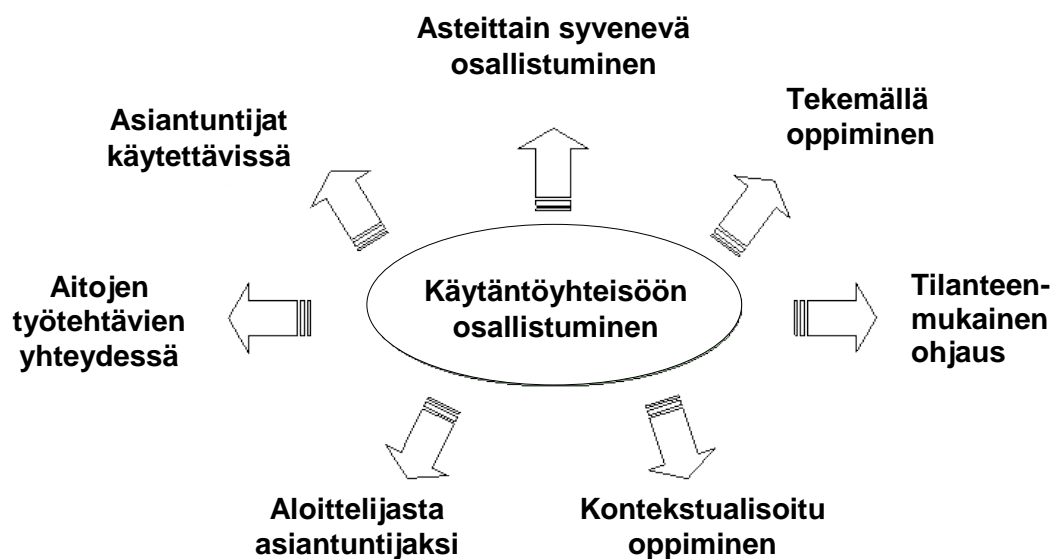 Asteittain syvenevä
osallistuminen
Tekemällä
oppiminen
Asiantuntijat
käytettävissä
Aitojen
työtehtävien
yhteydessä
Käytäntöyhteisöön
osallistuminen
Tilanteen-
mukainen
ohjaus
Aloittelijasta
asiantuntijaksi
Kontekstualisoitu
oppiminen